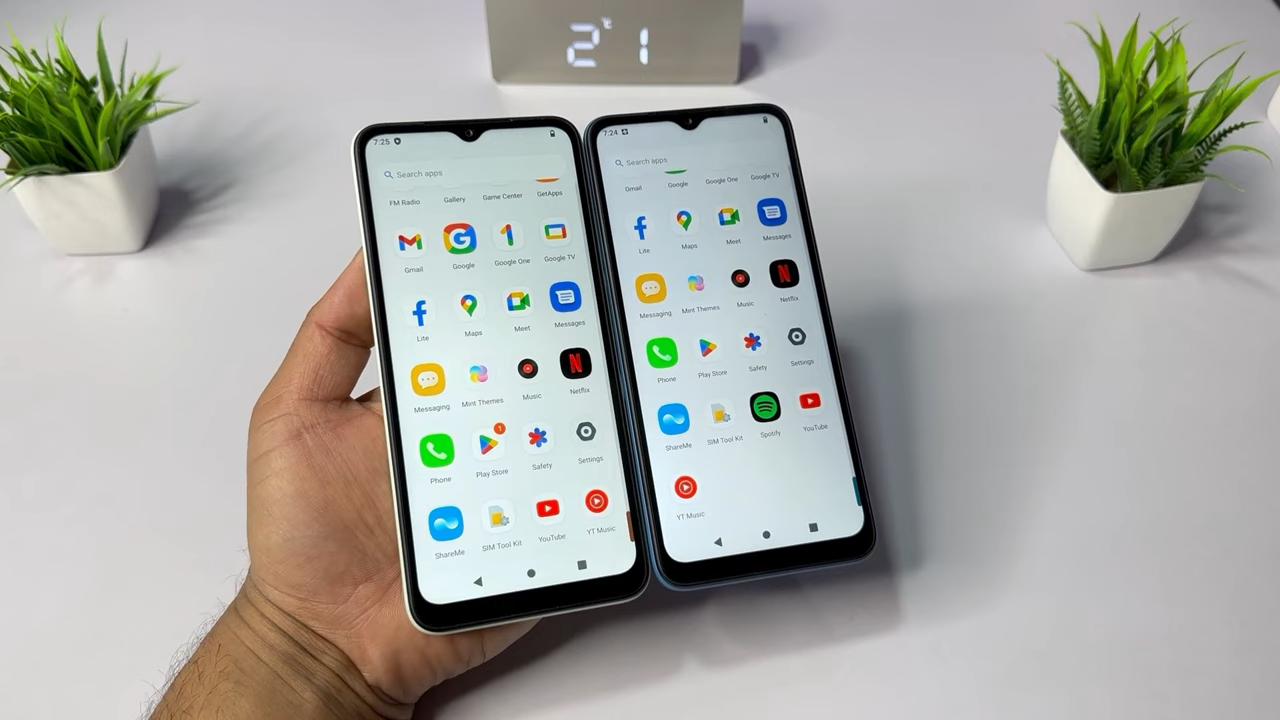 2 °C 1
7:25
Search apps
FM Radio Gallery Game Center GetApps
Gmail Google Google One Google TV
Lite Maps Meet Messages
Messaging Mint Themes Music Netflix
1
Phone Play Store Safety Settings
ShareMe SIM Tool Kit YouTube YT Music
7:24
Search apps
Gmail Google Google One Google TV
Lite Maps Meet Messages
Messaging Mint Themes Music Netflix
Phone Play Store Safety Settings
ShareMe SIM Tool Kit Spotify YouTube
YT Music